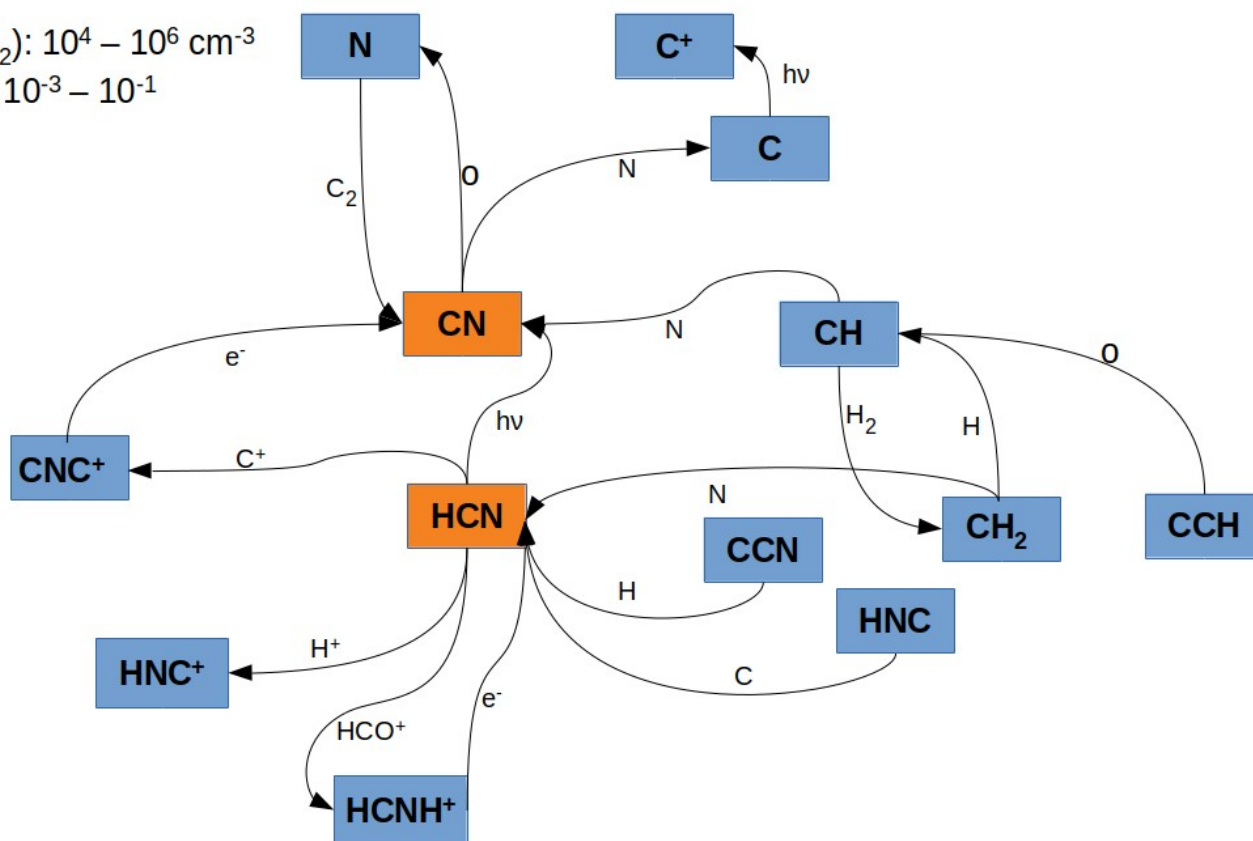 ₂): 10⁴ – 10⁶ cm⁻³
10⁻³ – 10⁻¹
N
C⁺
hν
C
C₂
O
N
CN
N
CH
O
e⁻
hν
H₂
H
CNC⁺
C⁺
HCN
N
CH₂
CCH
CCN
H
HNC
H⁺
HNC⁺
C
e⁻
HCO⁺
HCNH⁺